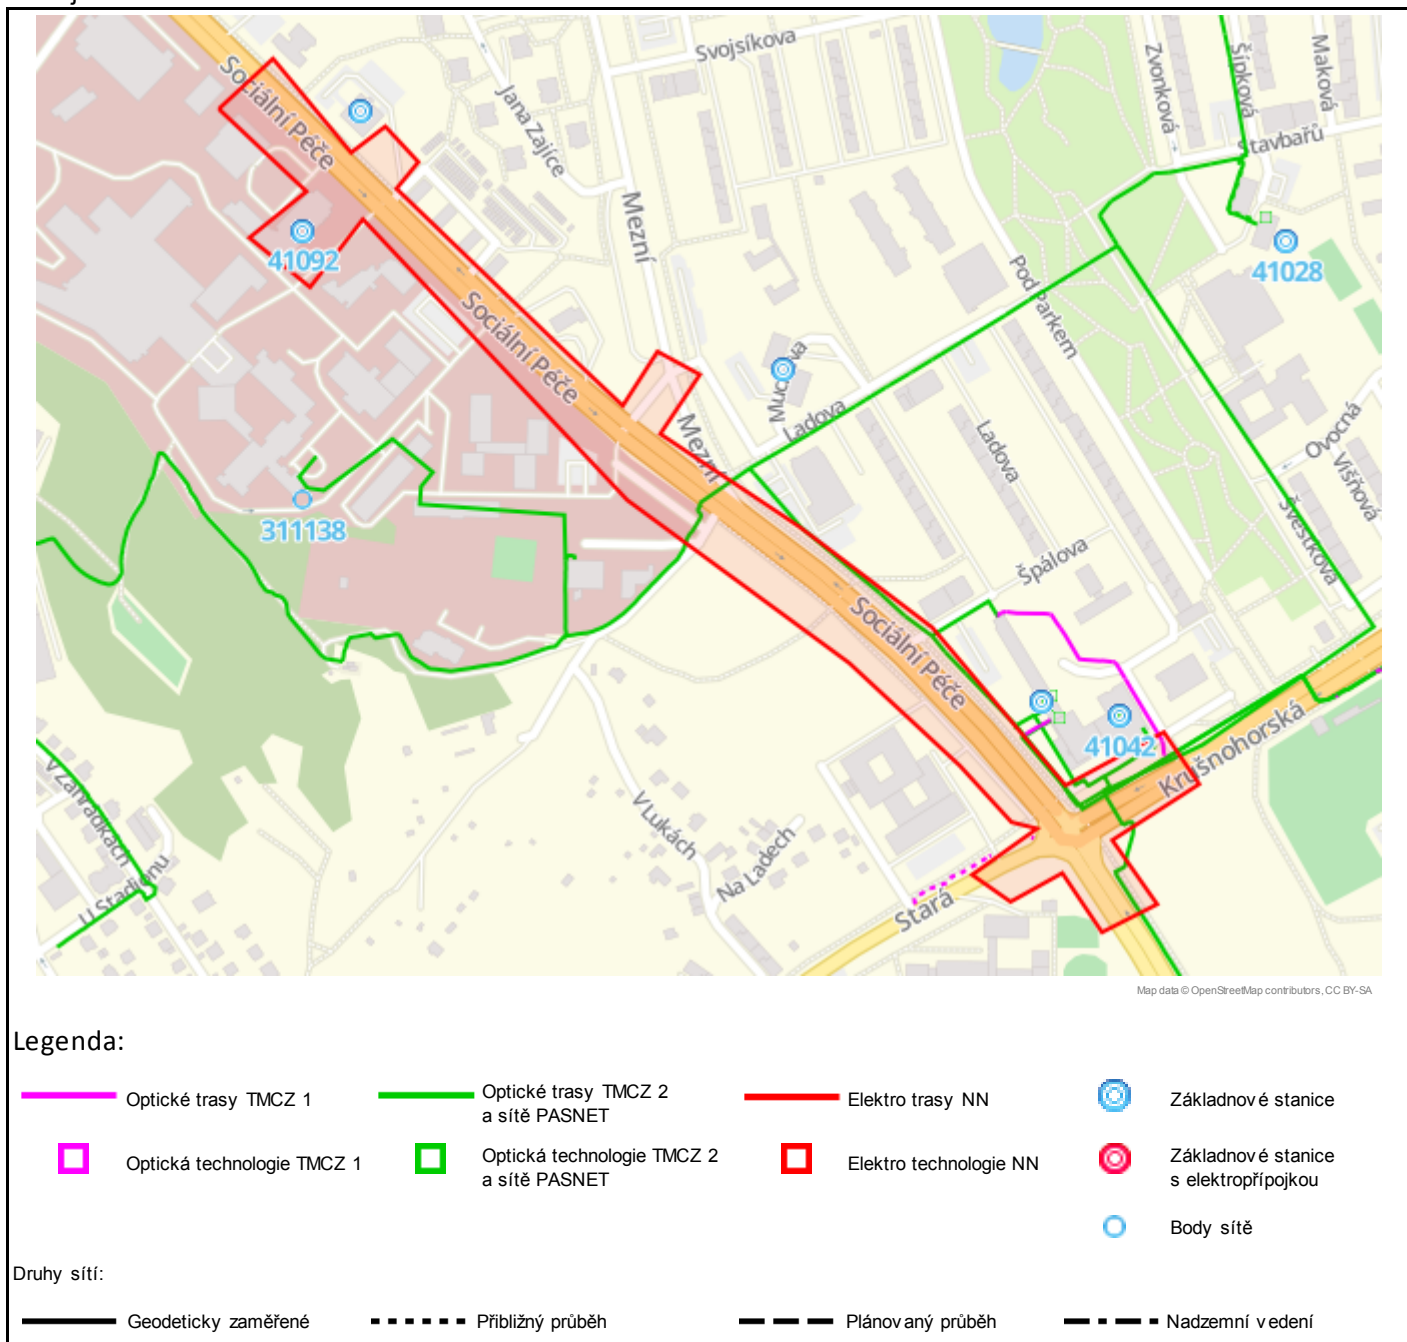 Svojsíkova
Sociální Péče
Jana Zajíce
Zvonková
Šípková
Maková
Stavbařů
Mezní
41092
41028
Pod Parkem
Sociální Péče
Ladova
Mezní
Ladova
Ovocná
Višňová
Švestkova
311138
Špálova
Sociální Péče
41042
Krušnohorská
V Zahrádkách
U Stadionu
V Lukách
Na Ladech
Stará
Map data © OpenStreetMap contributors, CC BY-SA
Legenda:
Optické trasy TMCZ 1
Optické trasy TMCZ 2
a sítě PASNET
Elektro trasy NN
Základnové stanice
Optická technologie TMCZ 1
Optická technologie TMCZ 2
a sítě PASNET
Elektro technologie NN
Základnové stanice
s elektropřípojkou
Body sítě
Druhy sítí:
Geodeticky zaměřené
Přibližný průběh
Plánovaný průběh
Nadzemní vedení